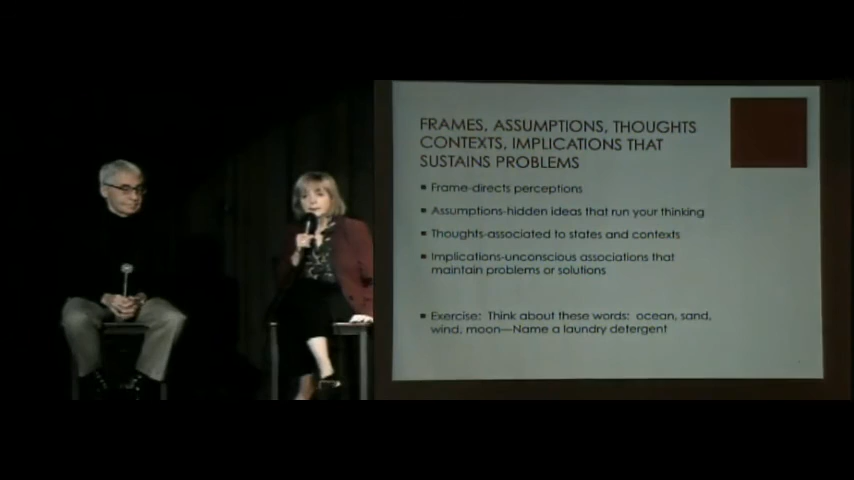 FRAMES, ASSUMPTIONS, THOUGHTS
CONTEXTS, IMPLICATIONS THAT
SUSTAINS PROBLEMS
Frame-directs perceptions
Assumptions-hidden ideas that run your thinking
Thoughts-associated to states and contexts
Implications-unconscious associations that
maintain problems or solutions
Exercise: Think about these words: ocean, sand,
wind, moon—Name a laundry detergent